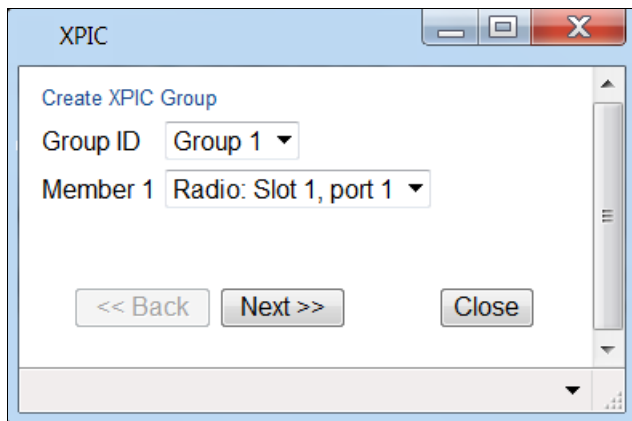 XPIC
Create XPIC Group
Group ID Group 1
Member 1 Radio: Slot 1, port 1
<< Back Next >> Close